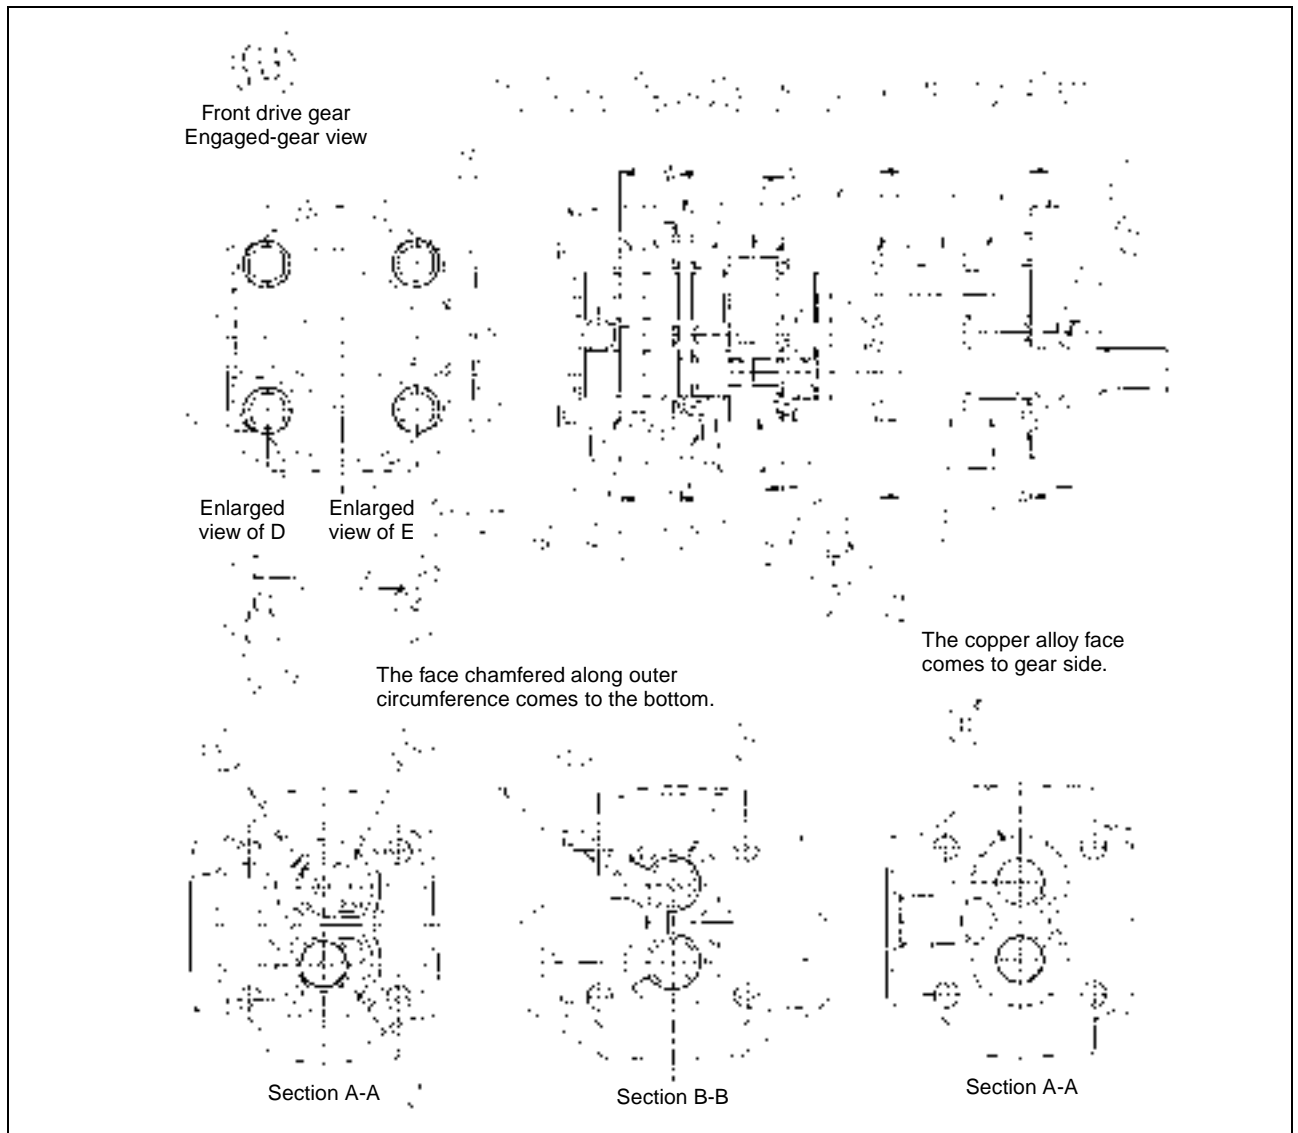 Front drive gear
Engaged-gear view
Enlarged
view of D
Enlarged
view of E
The copper alloy face
comes to gear side.
The face chamfered along outer
circumference comes to the bottom.
Section A-A
Section B-B
Section A-A